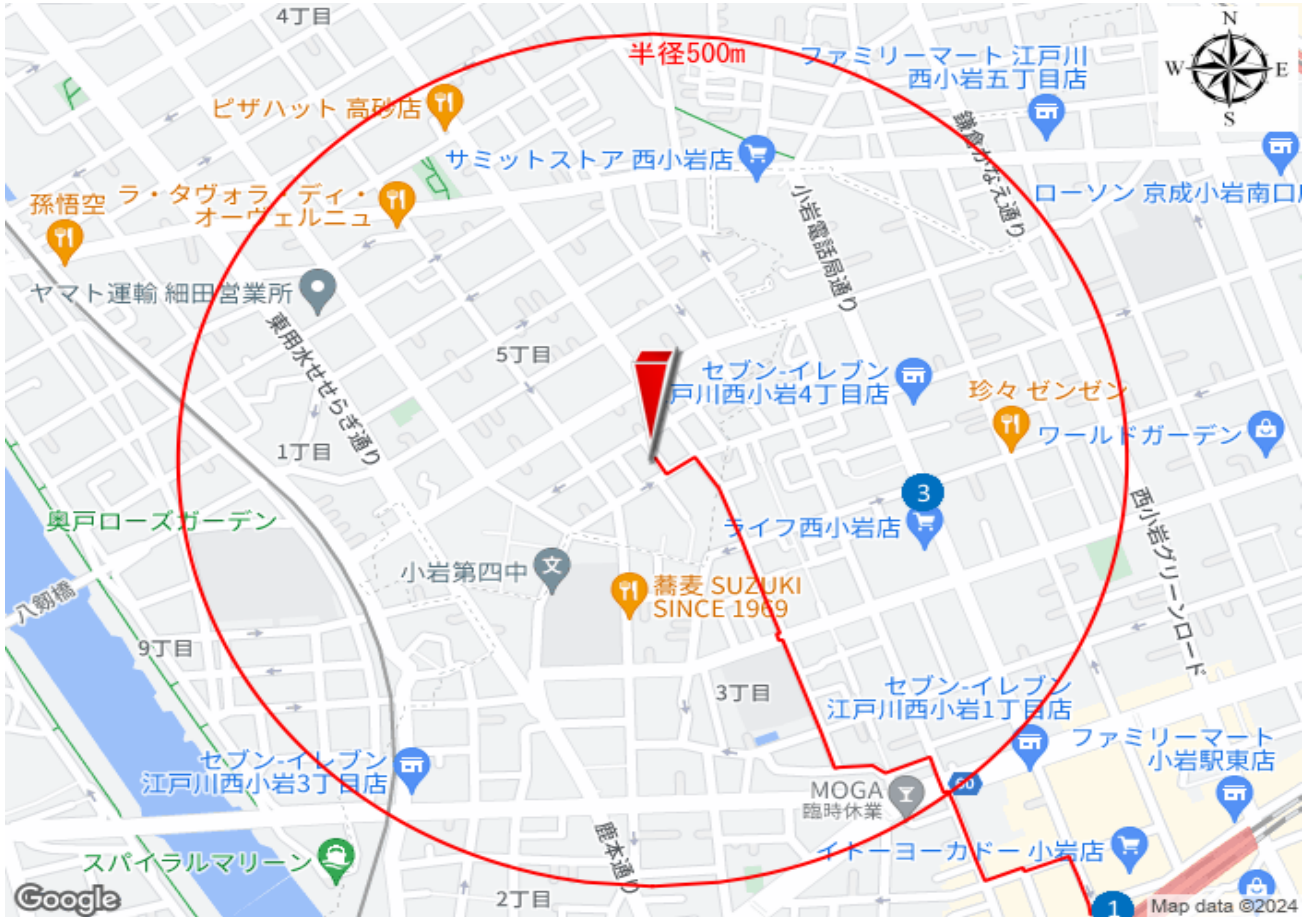 4丁目
半径500m
ファミリーマート 江戸川
西小岩五丁目店
N
W
E
S
ピザハット 高砂店
サミットストア 西小岩店
鎌倉かなえ通り
ローソン 京成小岩南口
孫悟空
ラ・タヴォラ・ディ・
オーヴェルニュ
小岩電話局通り
ヤマト運輸 細田営業所
東用水せせらぎ通り
5丁目
セブン-イレブン
戸川西小岩4丁目店
珍々 ゼンゼン
ワールドガーデン
1丁目
3
奥戸ローズガーデン
ライフ西小岩店
西小岩グリーンロード
小岩第四中
文
蕎麦 SUZUKI
SINCE 1969
八剱橋
9丁目
3丁目
セブン-イレブン
江戸川西小岩1丁目店
ファミリーマート
小岩駅東店
セブン-イレブン
江戸川西小岩3丁目店
MOGA
臨時休業
60
鹿本通り
スパイラルマリーン
イトーヨーカドー 小岩店
2丁目
1
Google
Map data ©2024